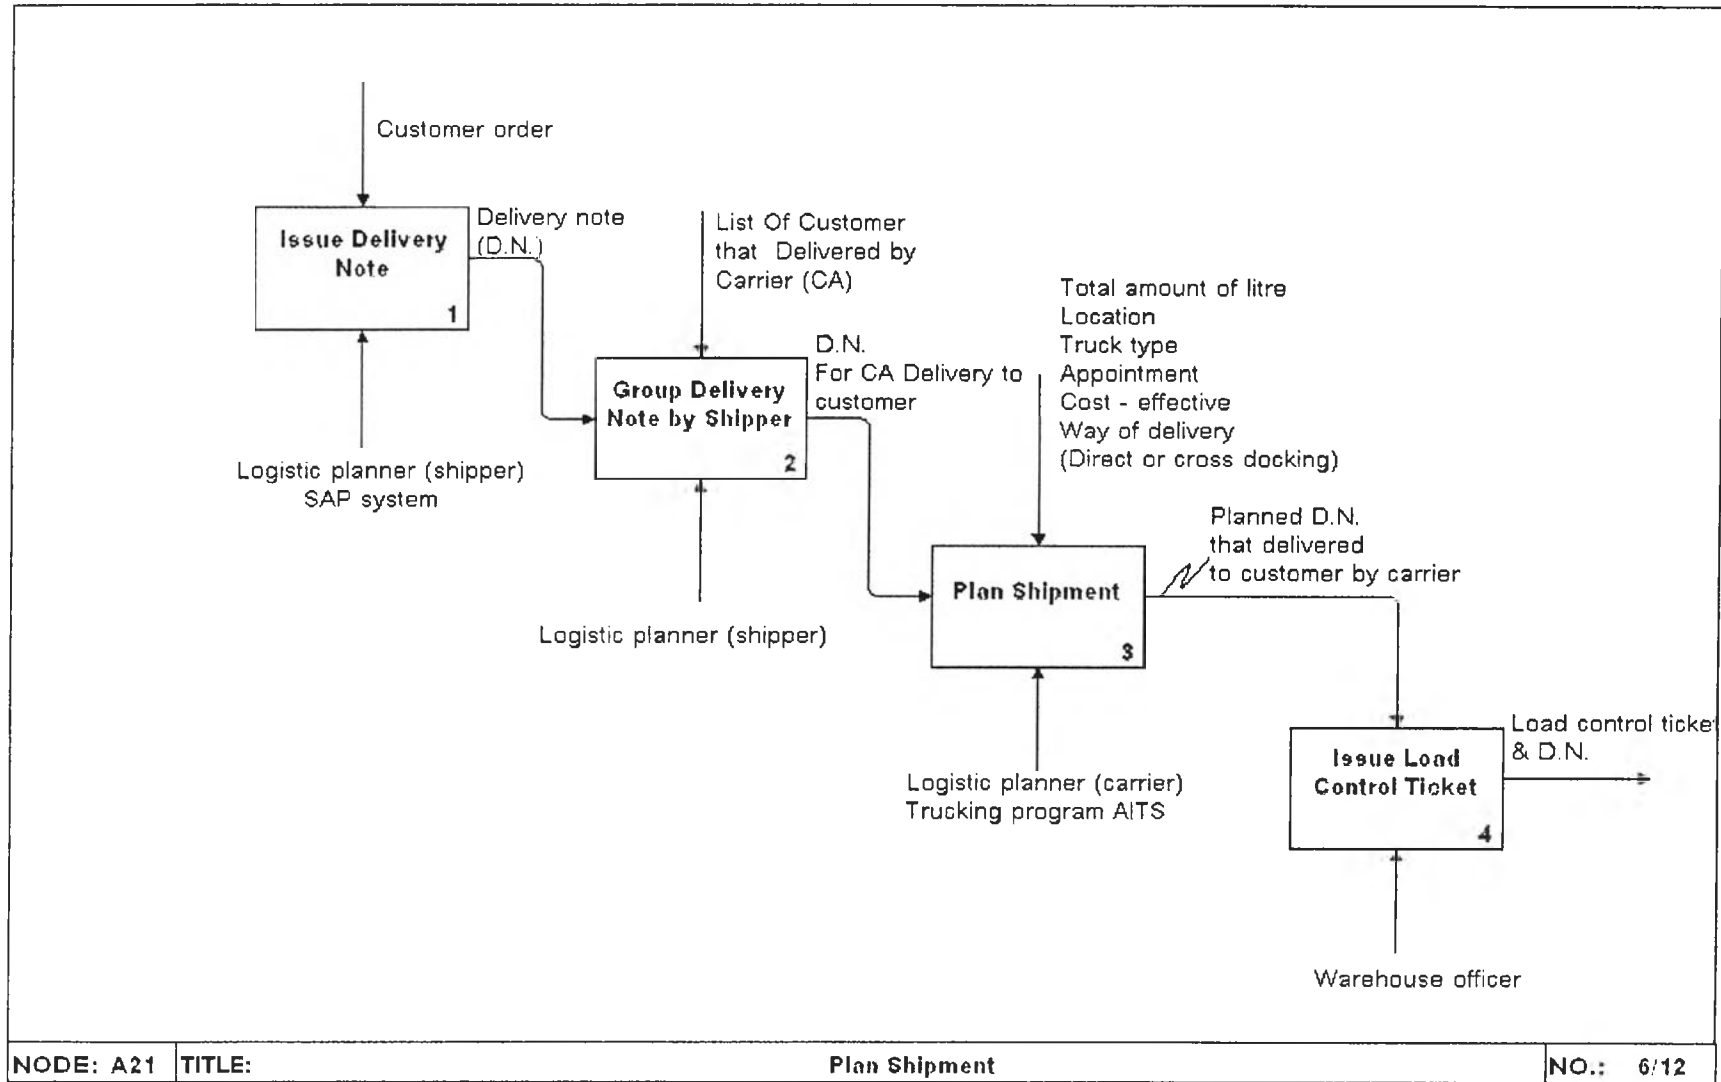 Customer order
Issue Delivery
Note
1
Delivery note
(D.N.)
Logistic planner (shipper)
SAP system
List Of Customer
that Delivered by
Carrier (CA)
Group Delivery
Note by Shipper
2
D.N.
For CA Delivery to
customer
Logistic planner (shipper)
Total amount of litre
Location
Truck type
Appointment
Cost - effective
Way of delivery
(Direct or cross docking)
Plan Shipment
3
Planned D.N.
that delivered
to customer by carrier
Logistic planner (carrier)
Trucking program AITS
Issue Load
Control Ticket
4
Load control ticket
& D.N.
Warehouse officer
NODE: A21 TITLE: Plan Shipment NO.: 6/12